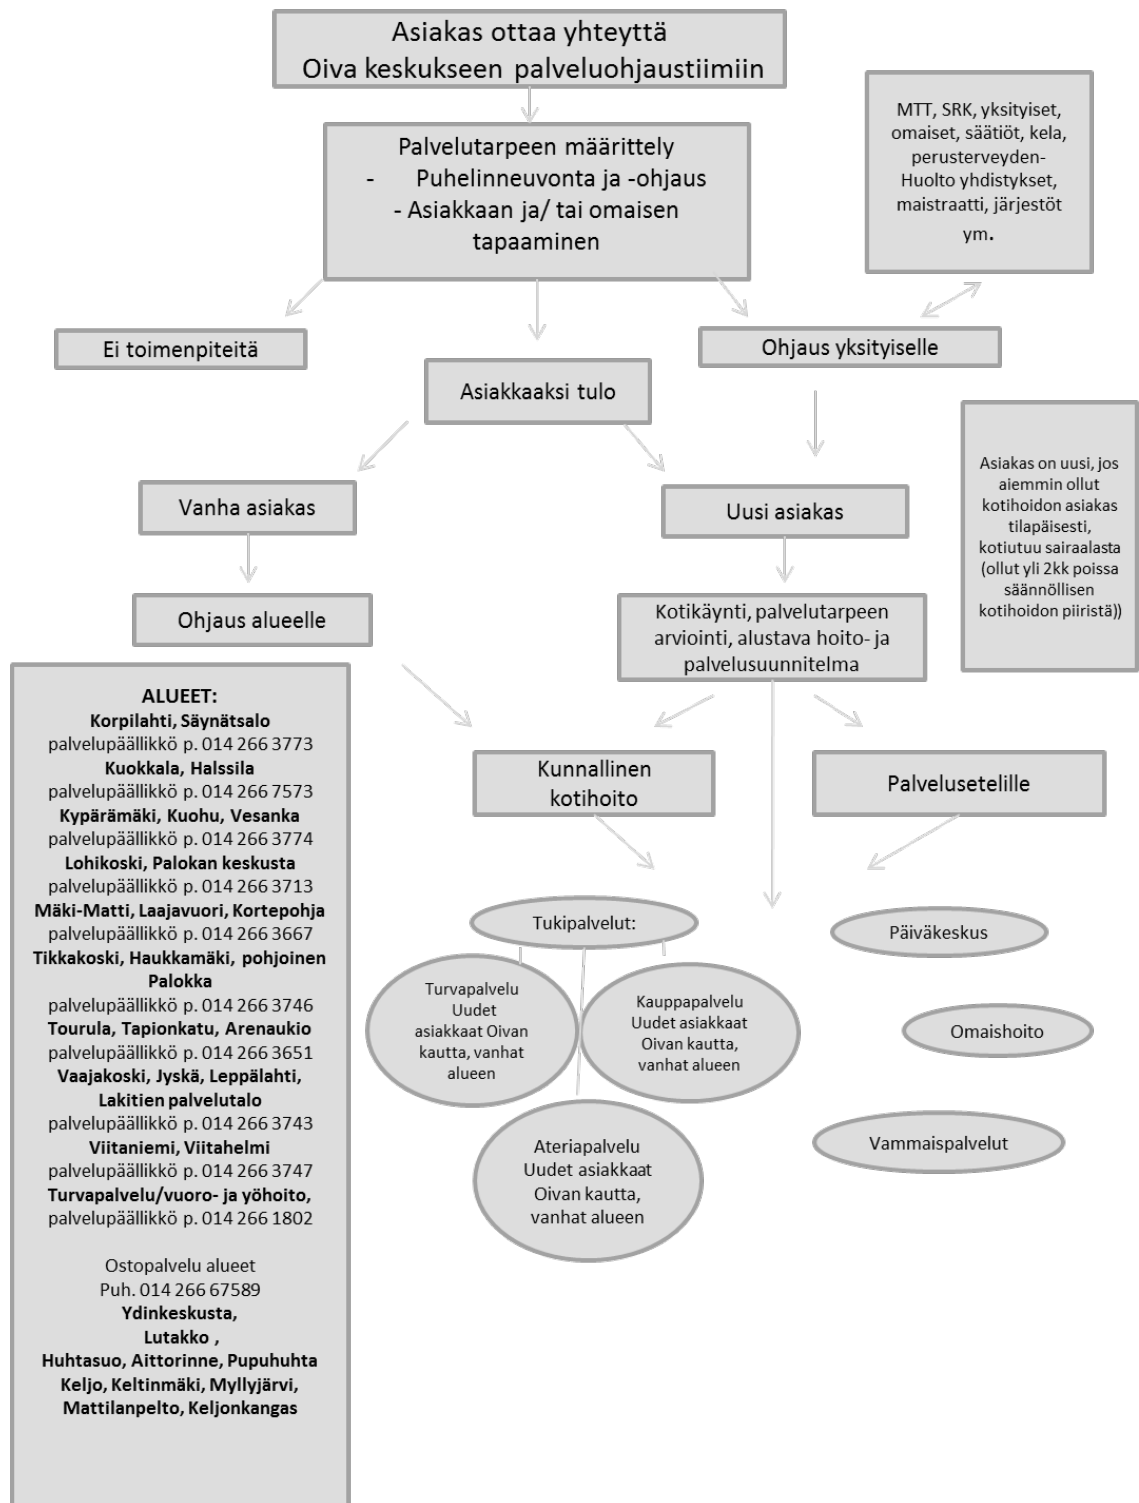 Asiakas ottaa yhteyttä
Oiva keskukseen palveluohjaustiimiin
Palvelutarpeen määrittely
- Puhelinneuvonta ja -ohjaus
- Asiakkaan ja/ tai omaisen
tapaaminen
MTT, SRK, yksityiset,
omaiset, säätiöt, kela,
perusterveyden-
Huolto yhdistykset,
maistraatti, järjestöt
ym.
Ei toimenpiteitä
Asiakkaaksi tulo
Ohjaus yksityiselle
Vanha asiakas
Uusi asiakas
Asiakas on uusi, jos
aiemmin ollut
kotihoidon asiakas
tilapäisesti,
kotiutuu sairaalasta
(ollut yli 2kk poissa
säännöllisen
kotihoidon piiristä))
Ohjaus alueelle
Kotikäynti, palvelutarpeen
arviointi, alustava hoito- ja
palvelusuunnitelma
ALUEET:
Korpilahti, Säynätsalo
palvelupäällikkö p. 014 266 3773
Kuokkala, Halssila
palvelupäällikkö p. 014 266 7573
Kypärämäki, Kuohu, Vesanka
palvelupäällikkö p. 014 266 3774
Lohikoski, Palokan keskusta
palvelupäällikkö p. 014 266 3713
Mäki-Matti, Laajavuori, Kortepohja
palvelupäällikkö p. 014 266 3667
Tikkakoski, Haukkamäki, pohjoinen
Palokka
palvelupäällikkö p. 014 266 3746
Tourula, Tapionkatu, Arenaukio
palvelupäällikkö p. 014 266 3651
Vaajakoski, Jyskä, Leppälahti,
Lakitien palvelutalo
palvelupäällikkö p. 014 266 3743
Viitaniemi, Viitahelmi
palvelupäällikkö p. 014 266 3747
Turvapalvelu/vuoro- ja yöhoito,
palvelupäällikkö p. 014 266 1802
Ostopalvelu alueet
Puh. 014 266 67589
Ydinkeskusta,
Lutakko ,
Huhtasuo, Aittorinne, Pupuhuhta
Keljo, Keltinmäki, Myllyjärvi,
Mattilanpelto, Keljonkangas
Kunnallinen
kotihoito
Palvelusetelille
Tukipalvelut:
Turvapalvelu
Uudet
asiakkaat Oivan
kautta, vanhat
alueen
Kauppapalvelu
Uudet asiakkaat
Oivan kautta,
vanhat alueen
Ateriapalvelu
Uudet asiakkaat
Oivan kautta,
vanhat alueen
Päiväkeskus
Omaishoito
Vammaispalvelut